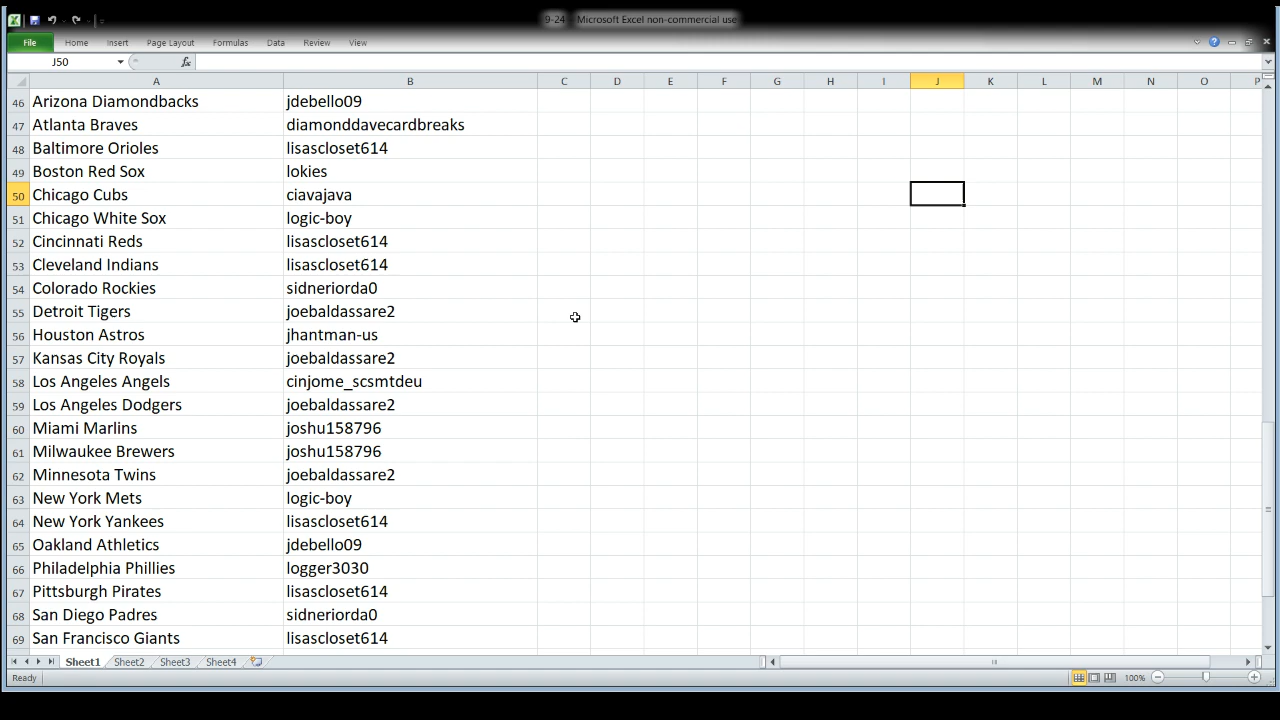 9-24 - Microsoft Excel non-commercial use
File Home Insert Page Layout Formulas Data Review View
J50 fx
A B C D E F G H I J K L M N O P
46 Arizona Diamondbacks jdebello09
47 Atlanta Braves diamonddavecardbreaks
48 Baltimore Orioles lisascloset614
49 Boston Red Sox lokies
50 Chicago Cubs ciavajava
51 Chicago White Sox logic-boy
52 Cincinnati Reds lisascloset614
53 Cleveland Indians lisascloset614
54 Colorado Rockies sidneriorda0
55 Detroit Tigers joebaldassare2
56 Houston Astros jhantman-us
57 Kansas City Royals joebaldassare2
58 Los Angeles Angels cinjome_scsmtdeu
59 Los Angeles Dodgers joebaldassare2
60 Miami Marlins joshu158796
61 Milwaukee Brewers joshu158796
62 Minnesota Twins joebaldassare2
63 New York Mets logic-boy
64 New York Yankees lisascloset614
65 Oakland Athletics jdebello09
66 Philadelphia Phillies logger3030
67 Pittsburgh Pirates lisascloset614
68 San Diego Padres sidneriorda0
69 San Francisco Giants lisascloset614
Sheet1 Sheet2 Sheet3 Sheet4
Ready 100%